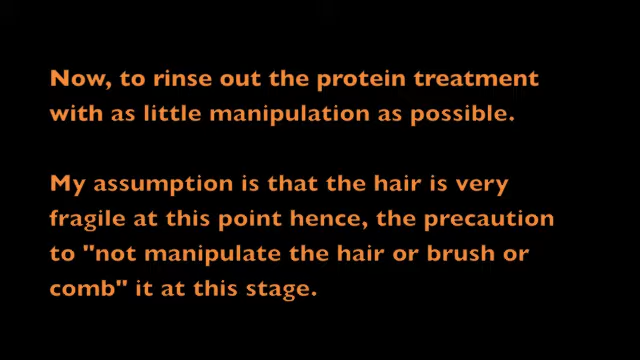 Now, to rinse out the protein treatment
with as little manipulation as possible.
My assumption is that the hair is very
fragile at this point hence, the precaution
to "not manipulate the hair or brush or
comb" it at this stage.